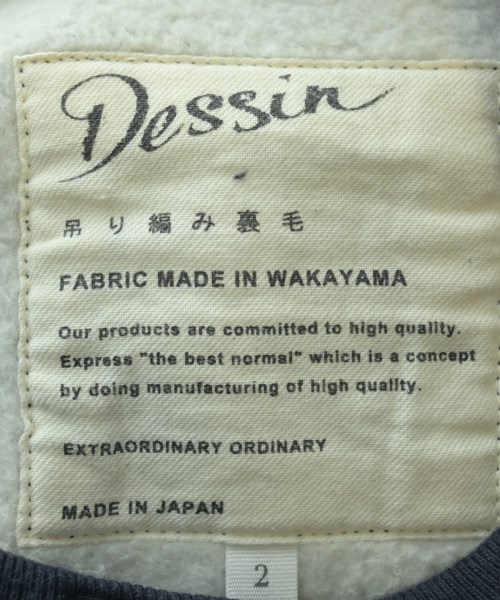 Dessin
吊り編み裏毛
FABRIC MADE IN WAKAYAMA
Our products are committed to high quality.
Express "the best normal" which is a concept
by doing manufacturing of high quality.
EXTRAORDINARY ORDINARY
MADE IN JAPAN
2